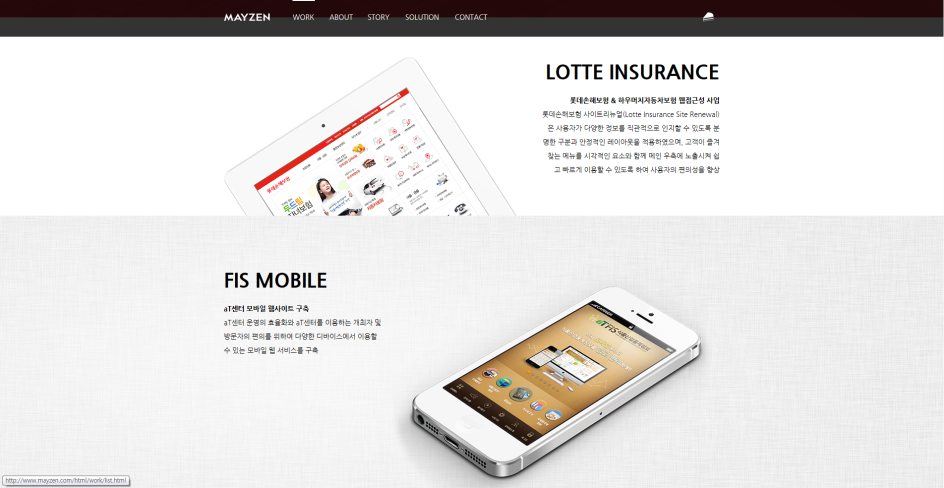 MAYZEN
WORK ABOUT STORY SOLUTION CONTACT
LOTTE INSURANCE
롯데손해보험 & 하우머치자동차보험 웹접근성 사업
롯데손해보험 사이트리뉴얼(Lotte Insurance Site Renewal)
은 사용자가 다양한 정보를 직관적으로 인지할 수 있도록 분
명한 구분과 안정적인 레이아웃을 적용하였으며, 고객이 즐겨
찾는 메뉴를 시각적인 요소와 함께 메인 우측에 노출시켜 쉽
고 빠르게 이용할 수 있도록 하여 사용자의 편의성을 향상
롯데손해보험
FIS MOBILE
aT센터 모바일 웹사이트 구축
aT센터 운영의 효율화와 aT센터를 이용하는 개최자 및
방문자의 편의를 위하여 다양한 디바이스에서 이용할
수 있는 모바일 웹 서비스를 구축
aTFIS
http://www.mayzen.com/html/work/list.html